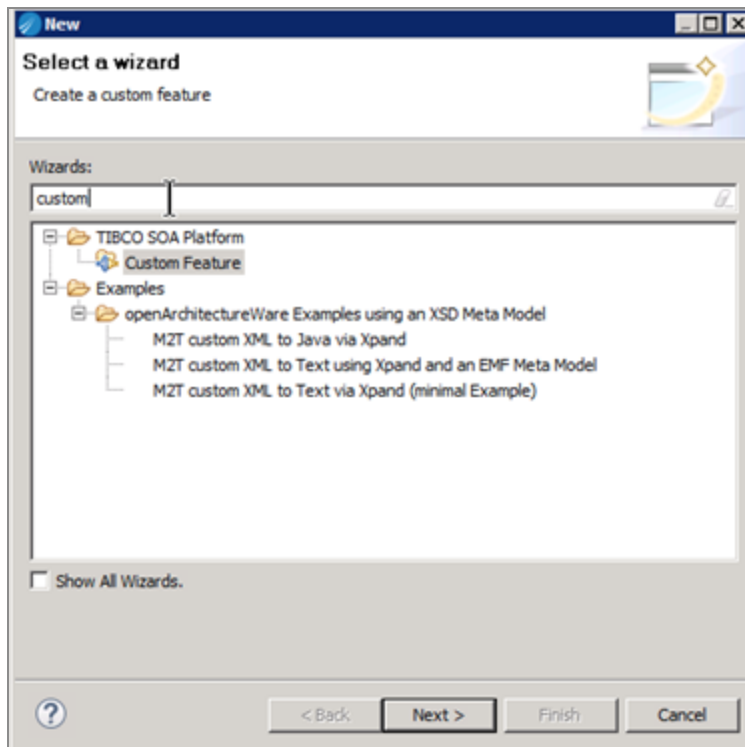 New
Select a wizard
Create a custom feature
Wizards:
custom
TIBCO SOA Platform
Custom Feature
Examples
openArchitectureWare Examples using an XSD Meta Model
M2T custom XML to Java via Xpand
M2T custom XML to Text using Xpand and an EMF Meta Model
M2T custom XML to Text via Xpand (minimal Example)
Show All Wizards.
? < Back Next > Finish Cancel